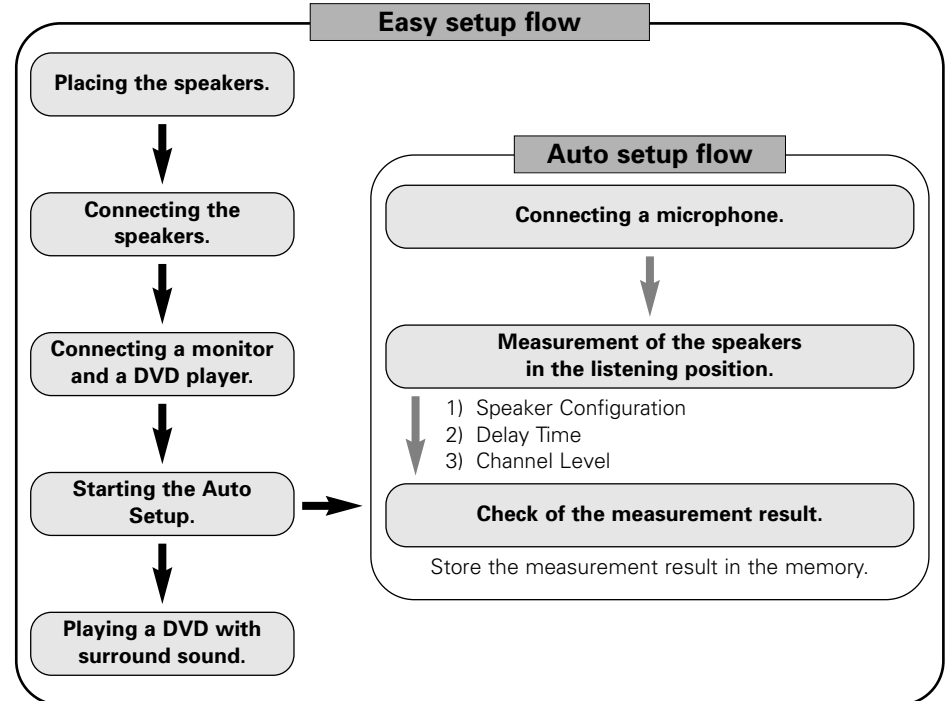 Easy setup flow
Placing the speakers.
Connecting the
speakers.
Connecting a monitor
and a DVD player.
Starting the Auto
Setup.
Playing a DVD with
surround sound.
Auto setup flow
Connecting a microphone.
Measurement of the speakers
in the listening position.
1) Speaker Configuration
2) Delay Time
3) Channel Level
Check of the measurement result.
Store the measurement result in the memory.